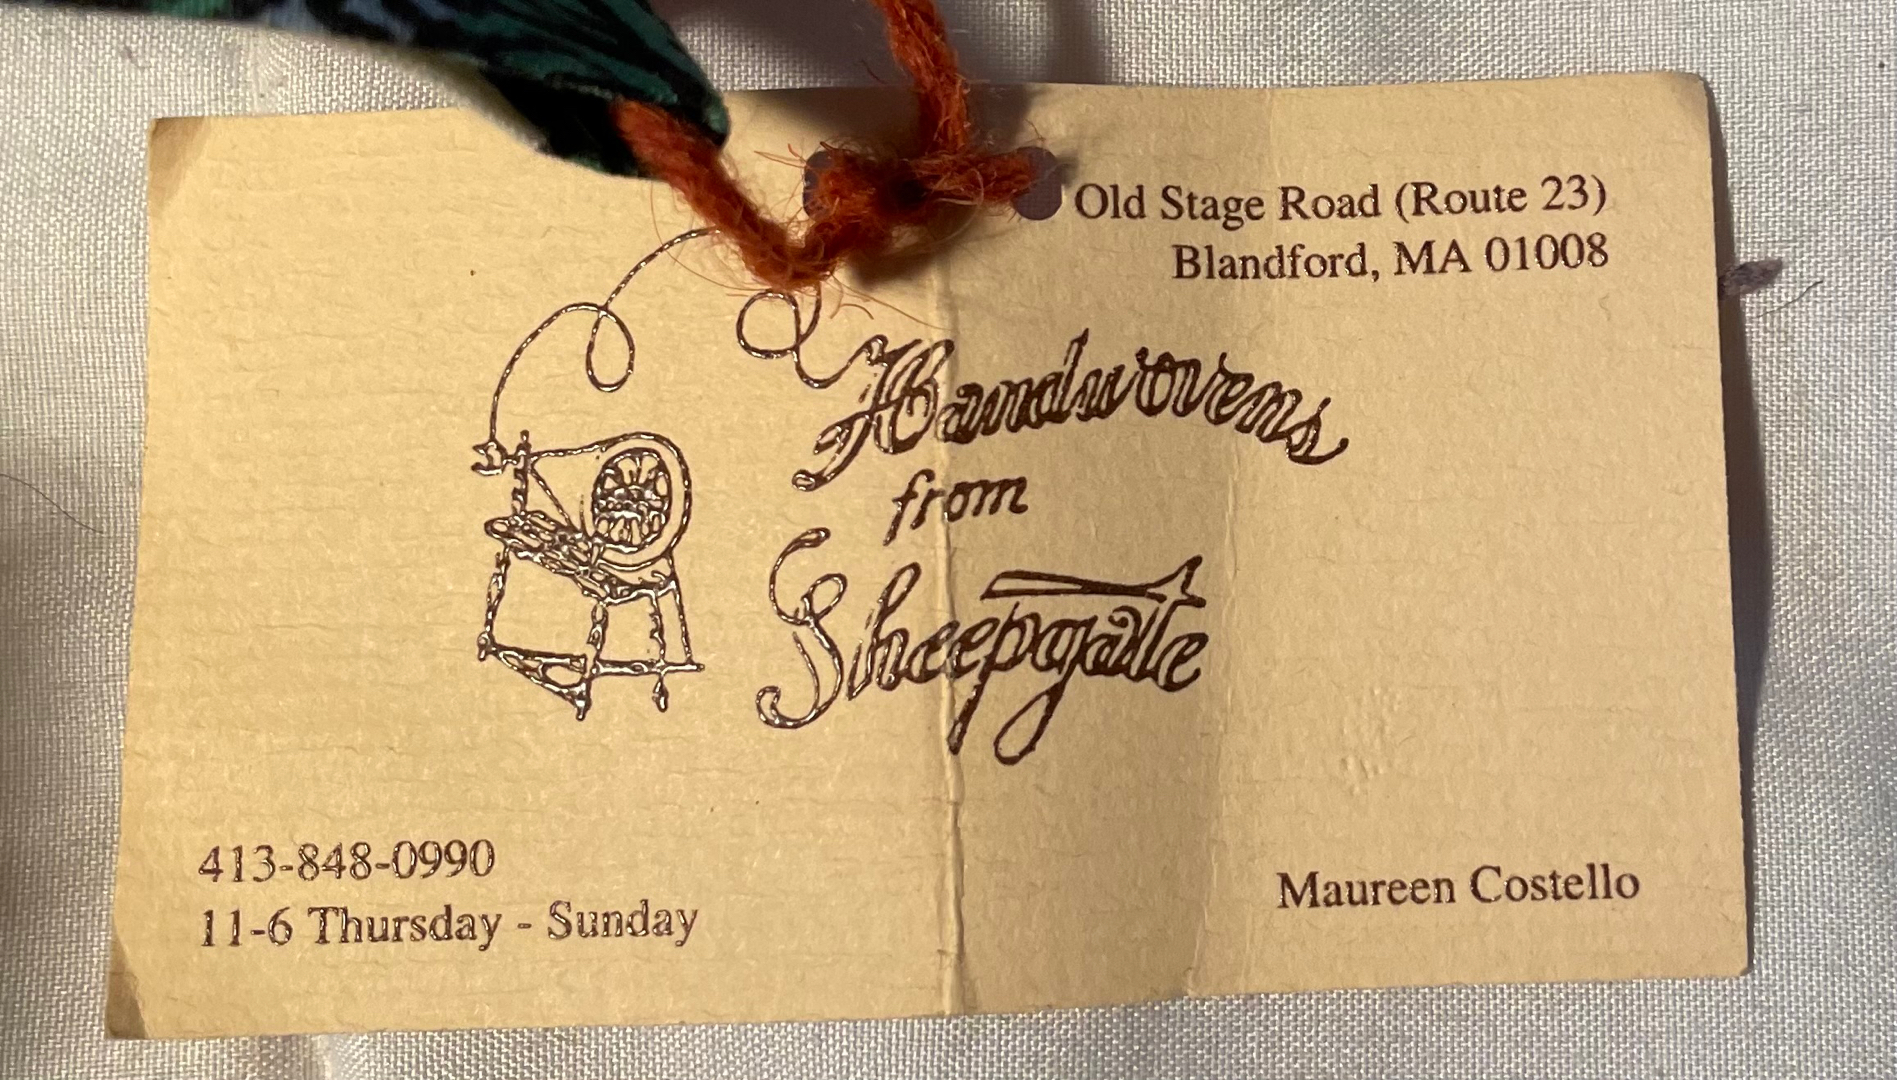 Old Stage Road (Route 23)
Blandford, MA 01008
Handwovens
from
Sheepgate
413-848-0990
11-6 Thursday - Sunday
Maureen Costello